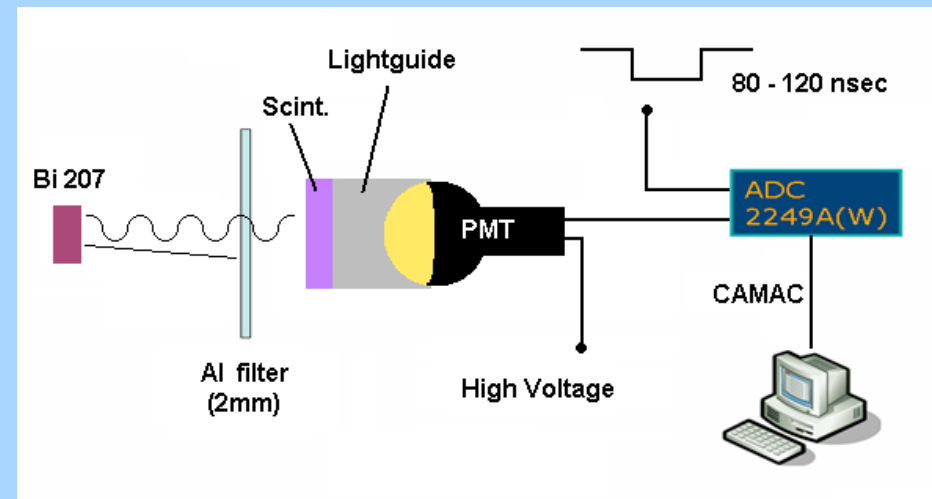 Lightguide
80 - 120 nsec
Scint.
Bi 207
ADC
2249A(W)
PMT
CAMAC
Al filter
(2mm)
High Voltage